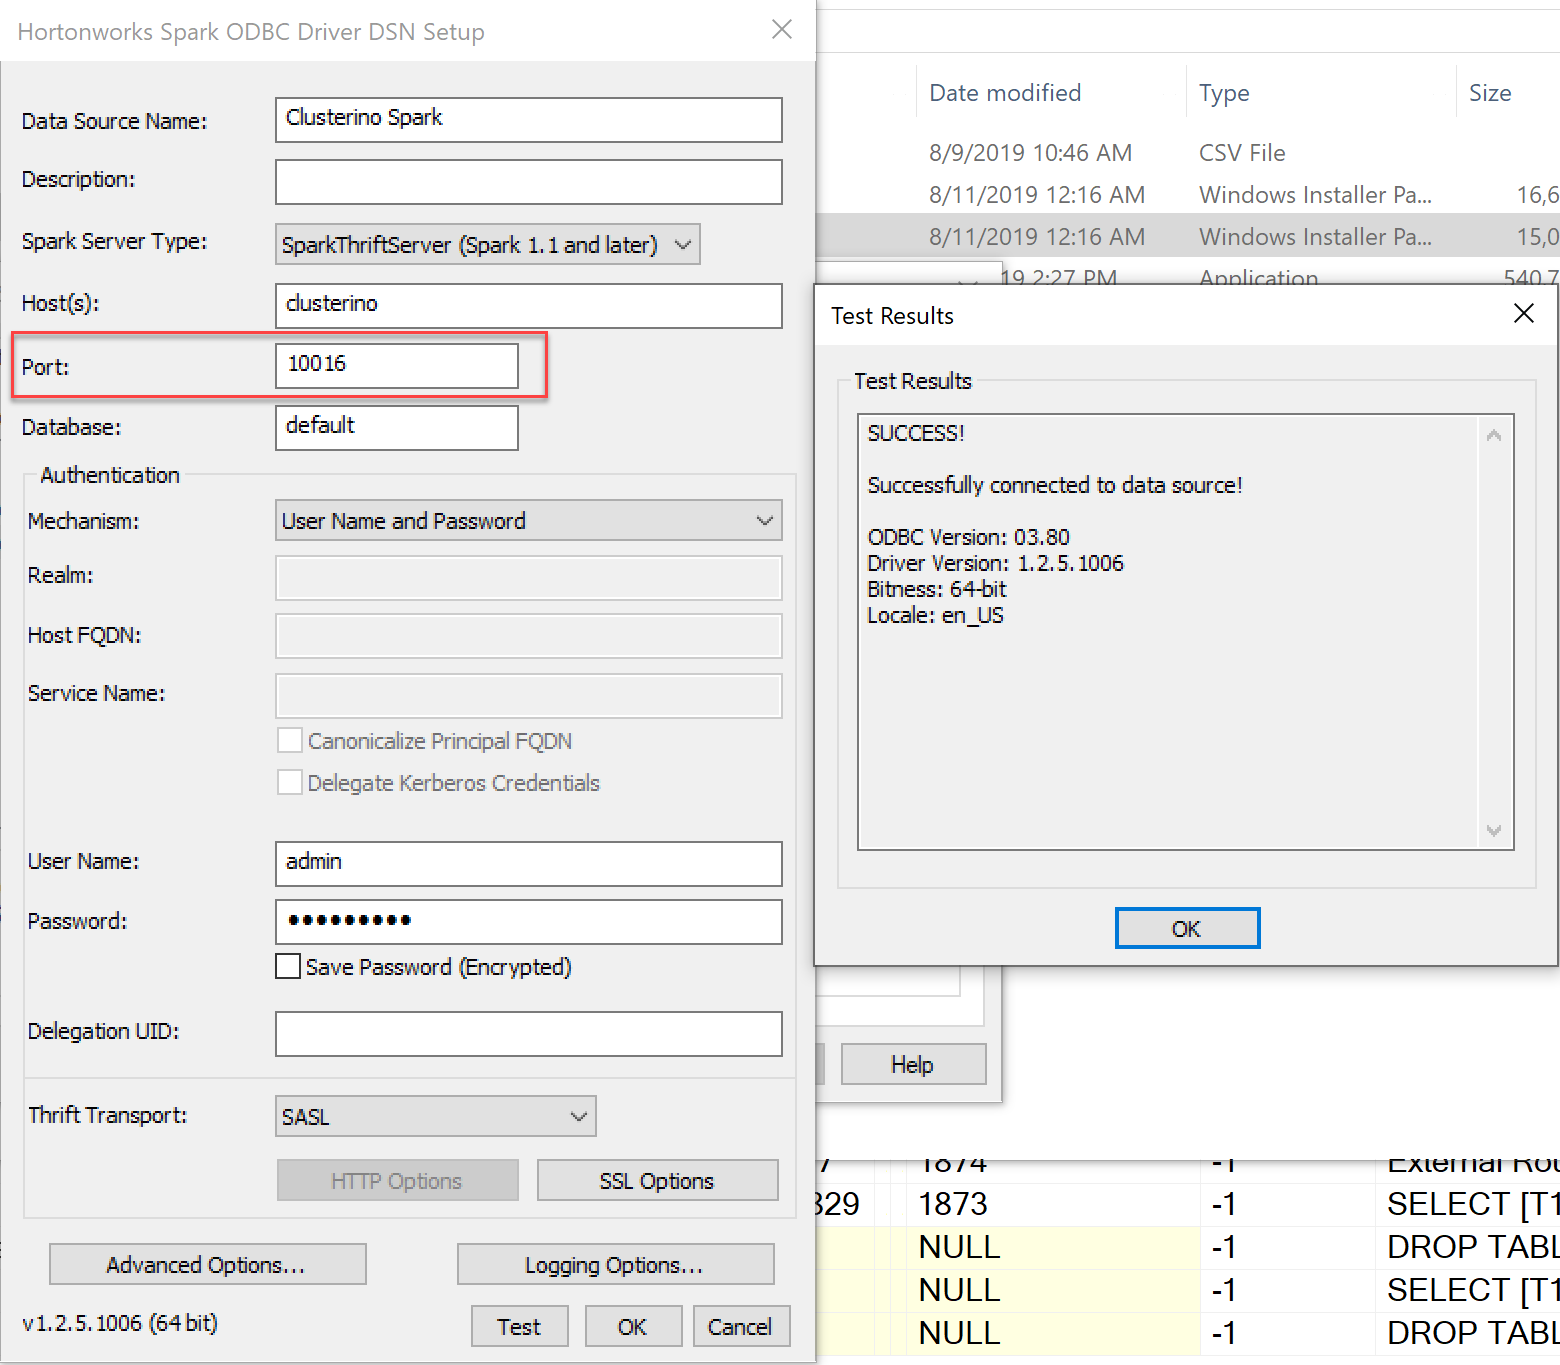 Hortonworks Spark ODBC Driver DSN Setup
Data Source Name:
Clusterino Spark
Description:
Spark Server Type:
SparkThriftServer (Spark 1.1 and later)
Host(s):
clusterino
Port:
10016
Database:
default
Authentication
Mechanism:
User Name and Password
Realm:
Host FQDN:
Service Name:
Canonicalize Principal FQDN
Delegate Kerberos Credentials
User Name:
admin
Password:
•••••••••
Save Password (Encrypted)
Delegation UID:
Thrift Transport:
SASL
HTTP Options
SSL Options
Advanced Options...
Logging Options...
v1.2.5.1006 (64 bit)
Test
OK
Cancel
Date modified Type Size
8/9/2019 10:46 AM CSV File
8/11/2019 12:16 AM Windows Installer Pa... 16,6
8/11/2019 12:16 AM Windows Installer Pa... 15,0
19 2:27 PM Application 540,7
Test Results
Test Results
SUCCESS!
Successfully connected to data source!
ODBC Version: 03.80
Driver Version: 1.2.5.1006
Bitness: 64-bit
Locale: en_US
OK
Help
7 1874 -1 External Rou
329 1873 -1 SELECT [T1
NULL -1 DROP TABL
NULL -1 SELECT [T1
NULL -1 DROP TABL